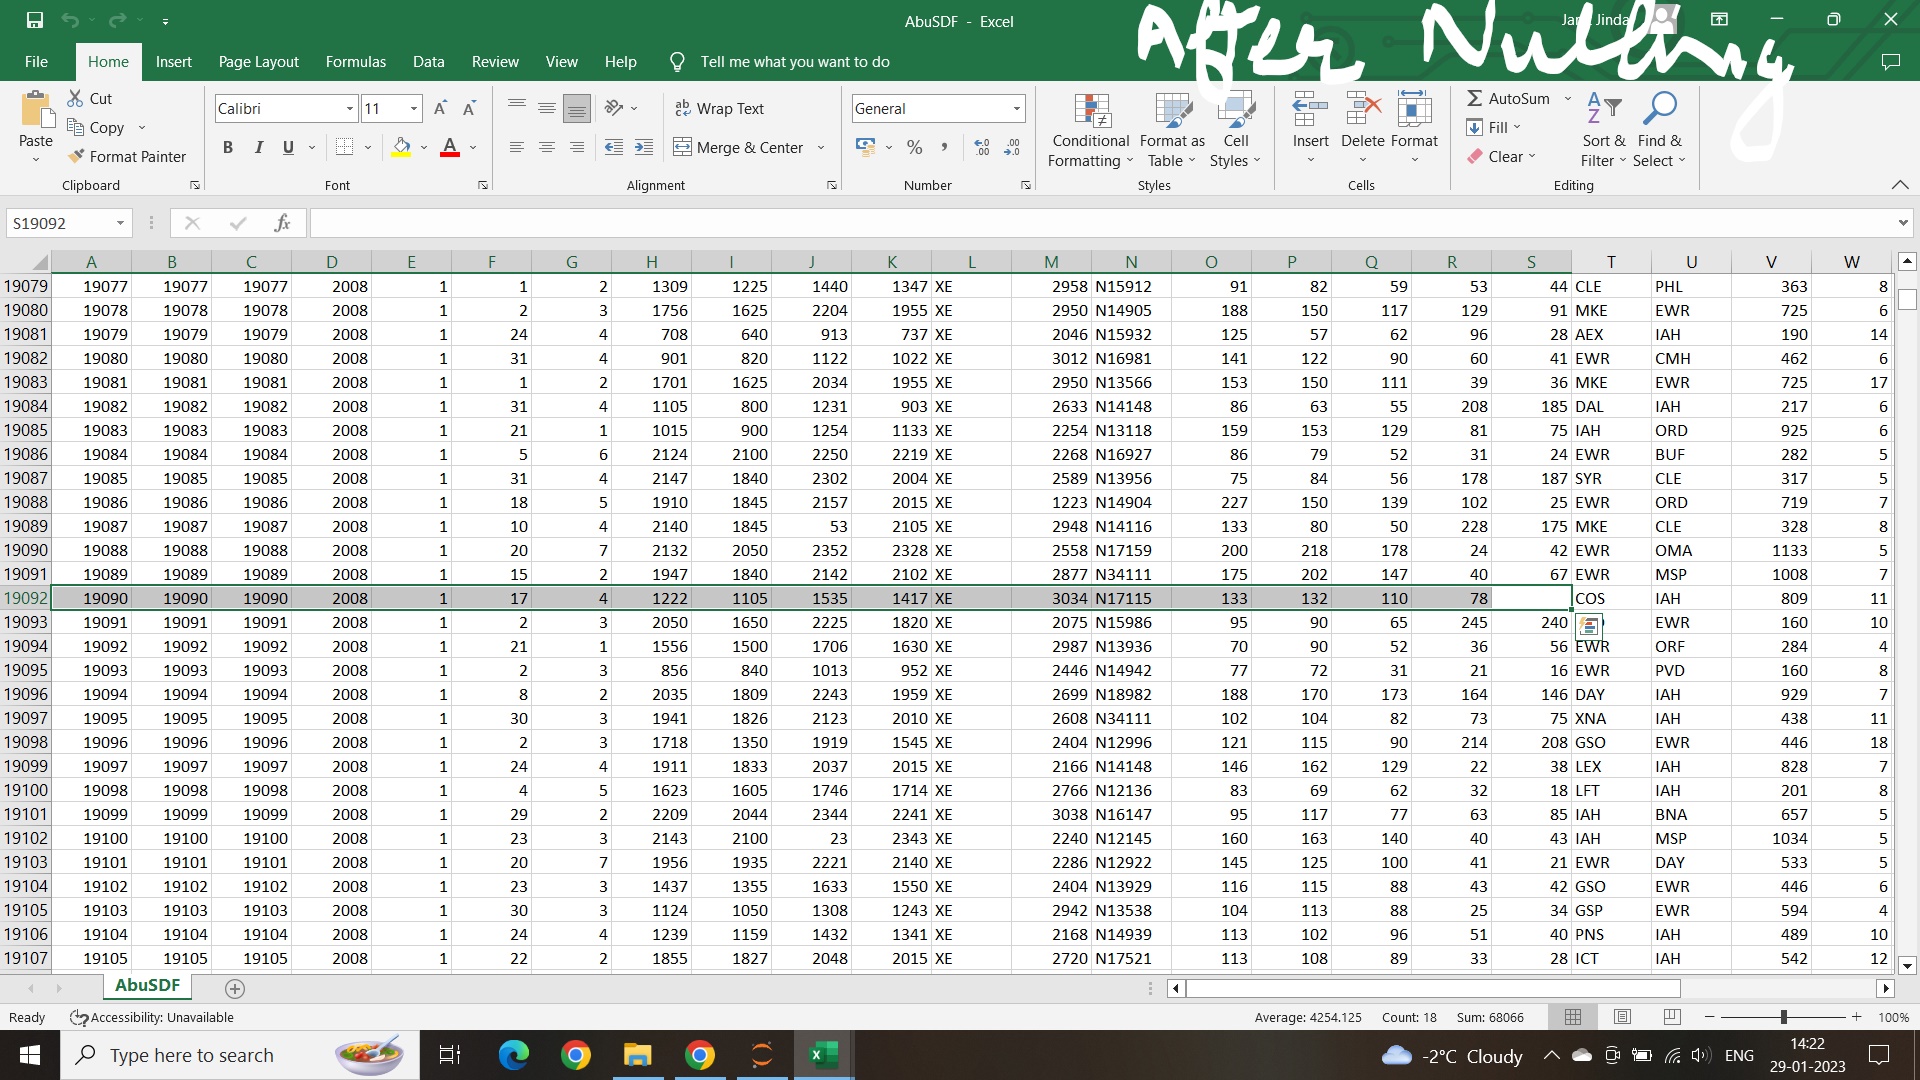 AbuSDF - Excel
After Nulling
File Home Insert Page Layout Formulas Data Review View Help Tell me what you want to do
Cut
Copy
Format Painter
Paste
Calibri 11
B I U
Wrap Text
Merge & Center
General
Conditional Formatting
Format as Table
Cell Styles
Insert Delete Format
AutoSum
Fill
Clear
Sort & Filter
Find & Select
Clipboard Font Alignment Number Styles Cells Editing
S19092 fx
A B C D E F G H I J K L M N O P Q R S T U V W
19079 19077 19077 19077 2008 1 1 2 1309 1225 1440 1347 XE 2958 N15912 91 82 59 53 44 CLE PHL 363 8
19080 19078 19078 19078 2008 1 2 3 1756 1625 2204 1955 XE 2950 N14905 188 150 117 129 91 MKE EWR 725 6
19081 19079 19079 19079 2008 1 24 4 708 640 913 737 XE 2046 N15932 125 57 62 96 28 AEX IAH 190 14
19082 19080 19080 19080 2008 1 31 4 901 820 1122 1022 XE 3012 N16981 141 122 90 60 41 EWR CMH 462 6
19083 19081 19081 19081 2008 1 1 2 1701 1625 2034 1955 XE 2950 N13566 153 150 111 39 36 MKE EWR 725 17
19084 19082 19082 19082 2008 1 31 4 1105 800 1231 903 XE 2633 N14148 86 63 55 208 185 DAL IAH 217 6
19085 19083 19083 19083 2008 1 21 1 1015 900 1254 1133 XE 2254 N13118 159 153 129 81 75 IAH ORD 925 6
19086 19084 19084 19084 2008 1 5 6 2124 2100 2250 2219 XE 2268 N16927 86 79 52 31 24 EWR BUF 282 5
19087 19085 19085 19085 2008 1 31 4 2147 1840 2302 2004 XE 2589 N13956 75 84 56 178 187 SYR CLE 317 5
19088 19086 19086 19086 2008 1 18 5 1910 1845 2157 2015 XE 1223 N14904 227 150 139 102 25 EWR ORD 719 7
19089 19087 19087 19087 2008 1 10 4 2140 1845 53 2105 XE 2948 N14116 133 80 50 228 175 MKE CLE 328 8
19090 19088 19088 19088 2008 1 20 7 2132 2050 2352 2328 XE 2558 N17159 200 218 178 24 42 EWR OMA 1133 5
19091 19089 19089 19089 2008 1 15 2 1947 1840 2142 2102 XE 2877 N34111 175 202 147 40 67 EWR MSP 1008 7
19092 19090 19090 19090 2008 1 17 4 1222 1105 1535 1417 XE 3034 N17115 133 132 110 78 COS IAH 809 11
19093 19091 19091 19091 2008 1 2 3 2050 1650 2225 1820 XE 2075 N15986 95 90 65 245 240 EWR 160 10
19094 19092 19092 19092 2008 1 21 1 1556 1500 1706 1630 XE 2987 N13936 70 90 52 36 56 EWR ORF 284 4
19095 19093 19093 19093 2008 1 2 3 856 840 1013 952 XE 2446 N14942 77 72 31 21 16 EWR PVD 160 8
19096 19094 19094 19094 2008 1 8 2 2035 1809 2243 1959 XE 2699 N18982 188 170 173 164 146 DAY IAH 929 7
19097 19095 19095 19095 2008 1 30 3 1941 1826 2123 2010 XE 2608 N34111 102 104 82 73 75 XNA IAH 438 11
19098 19096 19096 19096 2008 1 2 3 1718 1350 1919 1545 XE 2404 N12996 121 115 90 214 208 GSO EWR 446 18
19099 19097 19097 19097 2008 1 24 4 1911 1833 2037 2015 XE 2166 N14148 146 162 129 22 38 LEX IAH 828 7
19100 19098 19098 19098 2008 1 4 5 1623 1605 1746 1714 XE 2766 N12136 83 69 62 32 18 LFT IAH 201 8
19101 19099 19099 19099 2008 1 29 2 2209 2044 2344 2241 XE 3038 N16147 95 117 77 63 85 IAH BNA 657 5
19102 19100 19100 19100 2008 1 23 3 2143 2100 23 2343 XE 2240 N12145 160 163 140 40 43 IAH MSP 1034 5
19103 19101 19101 19101 2008 1 20 7 1956 1935 2221 2140 XE 2286 N12922 145 125 100 41 21 EWR DAY 533 5
19104 19102 19102 19102 2008 1 23 3 1437 1355 1633 1550 XE 2404 N13929 116 115 88 43 42 GSO EWR 446 6
19105 19103 19103 19103 2008 1 30 3 1124 1050 1308 1243 XE 2942 N13538 104 113 88 25 34 GSP EWR 594 4
19106 19104 19104 19104 2008 1 24 4 1239 1159 1432 1341 XE 2168 N14939 113 102 96 51 40 PNS IAH 489 10
19107 19105 19105 19105 2008 1 22 2 1855 1827 2048 2015 XE 2720 N17521 113 108 89 33 28 ICT IAH 542 12
AbuSDF
Ready Accessibility: Unavailable Average: 4254.125 Count: 18 Sum: 68066 100%
Type here to search -2°C Cloudy ENG 14:22
29-01-2023